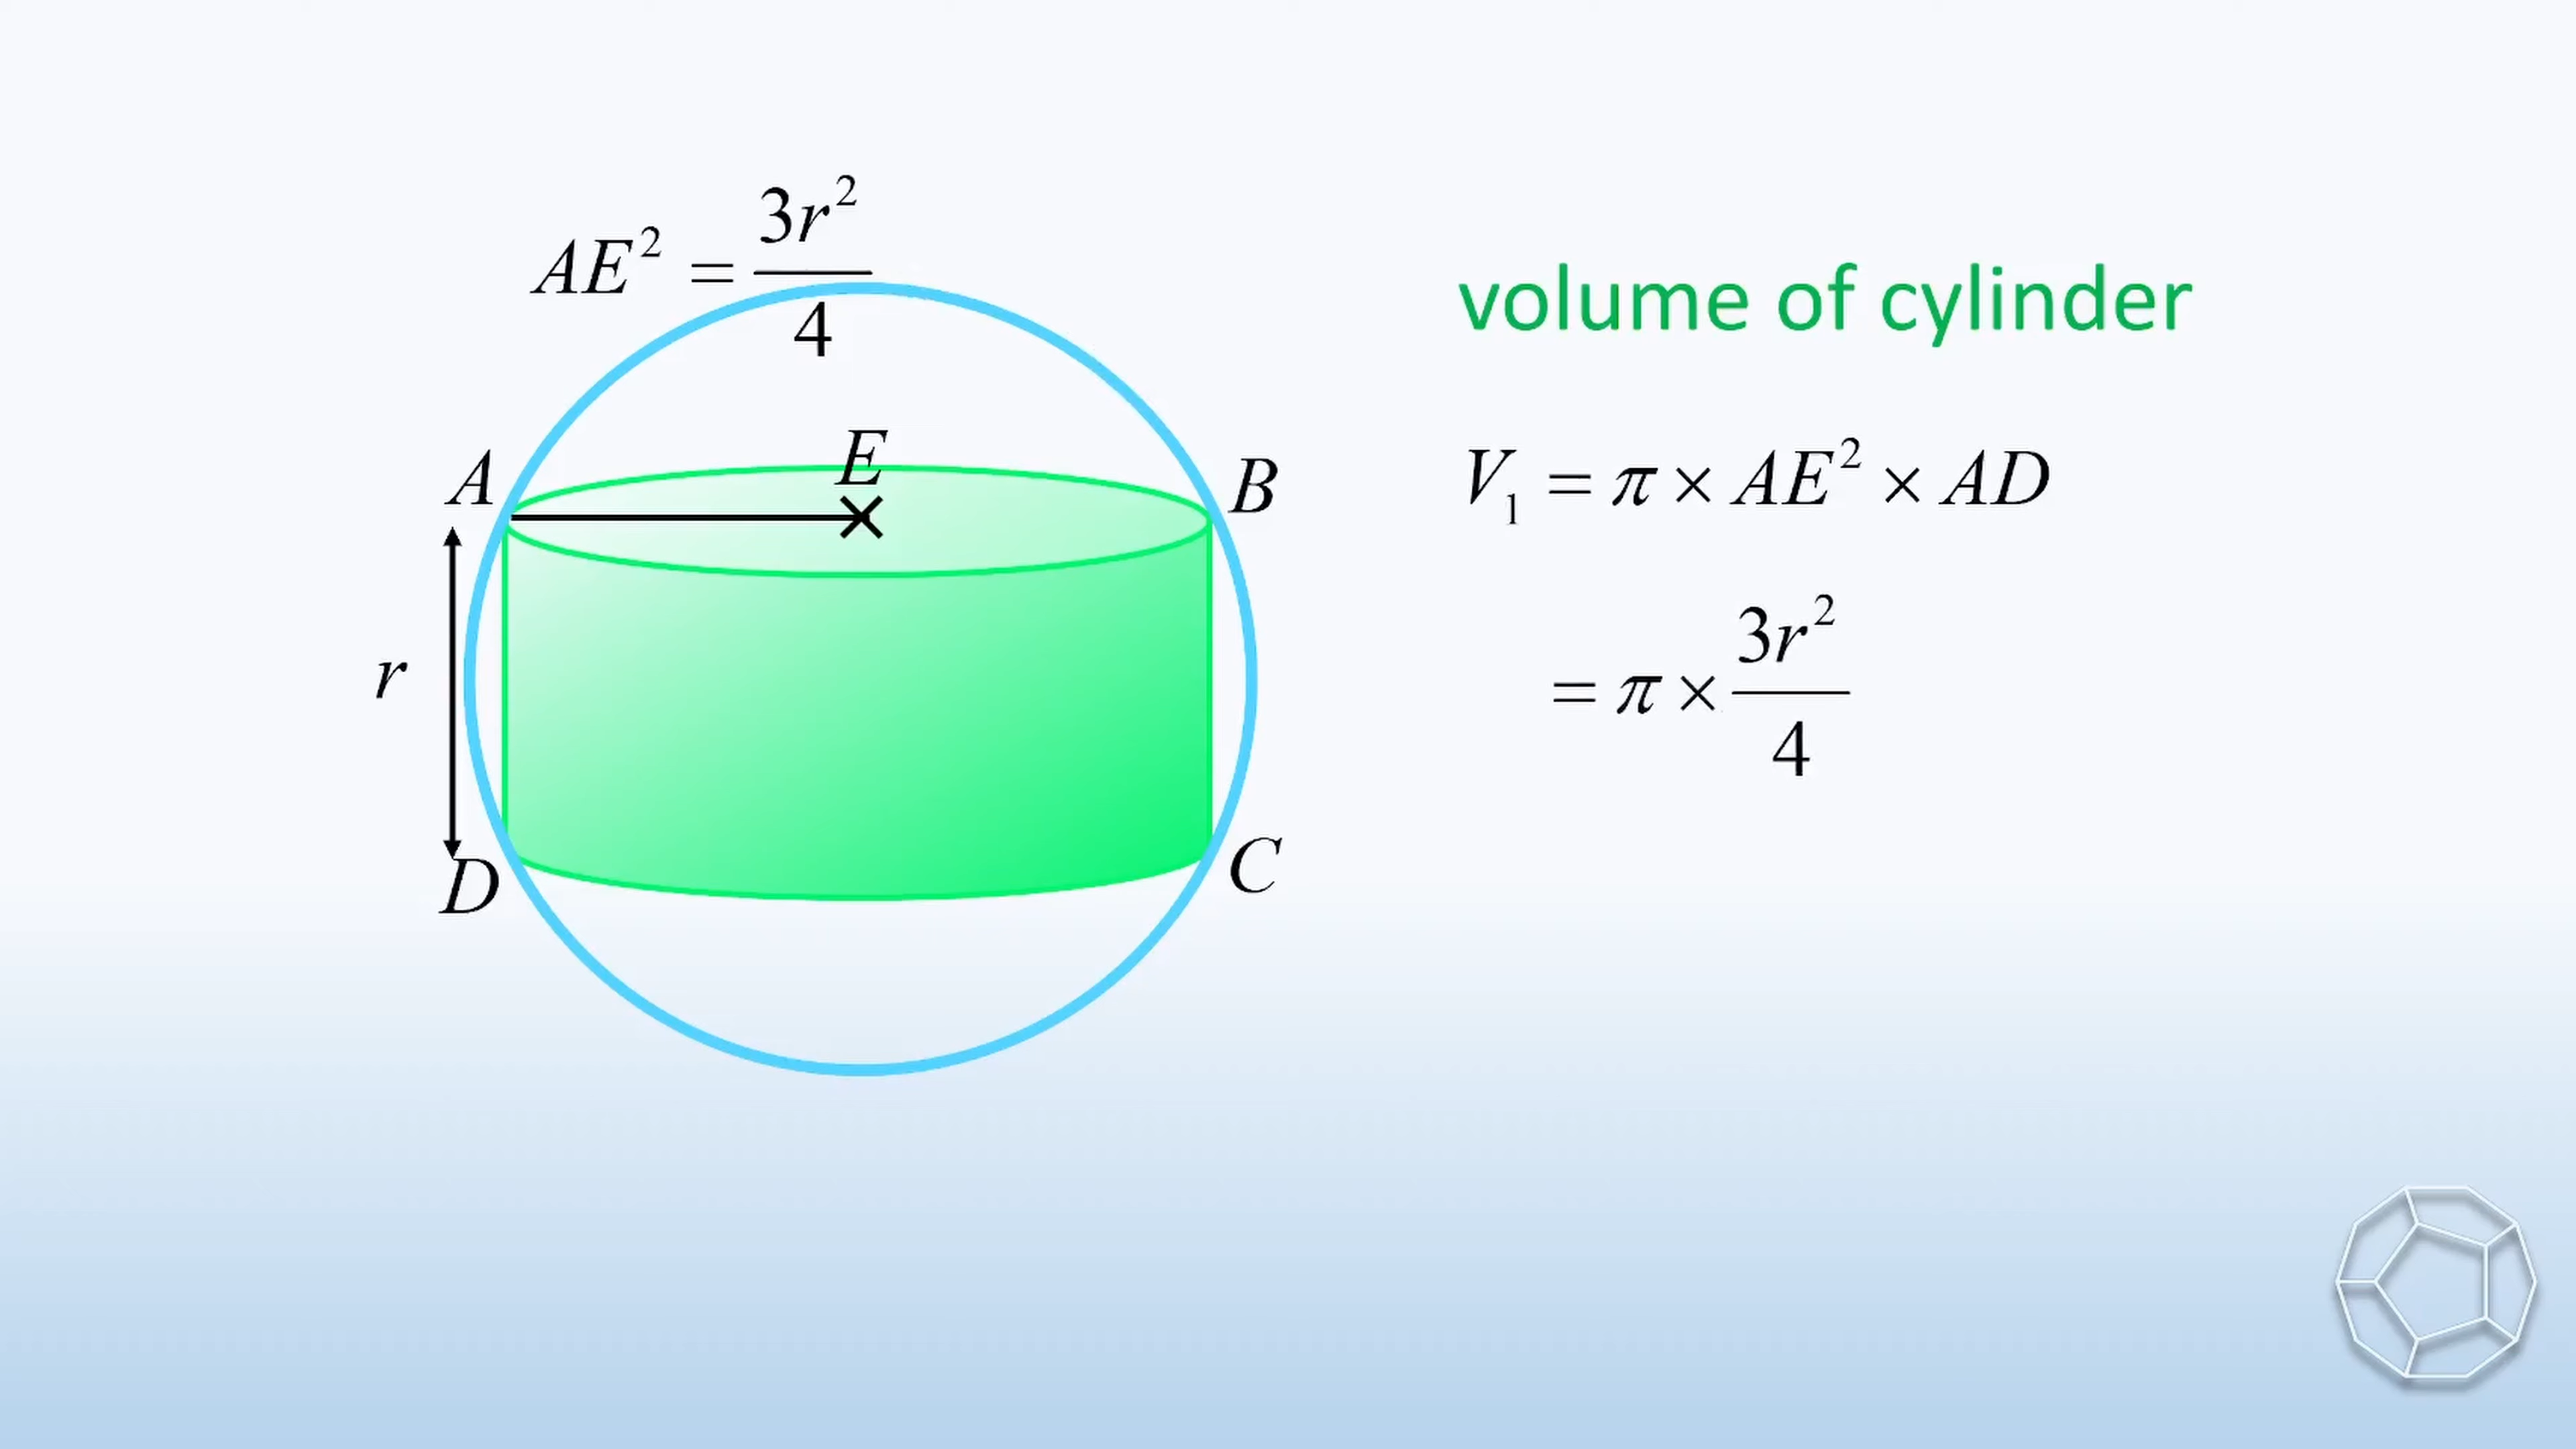 AE² = 3r²/4
volume of cylinder
A
E
B
V₁ = π × AE² × AD
r
= π × 3r²/4
D
C